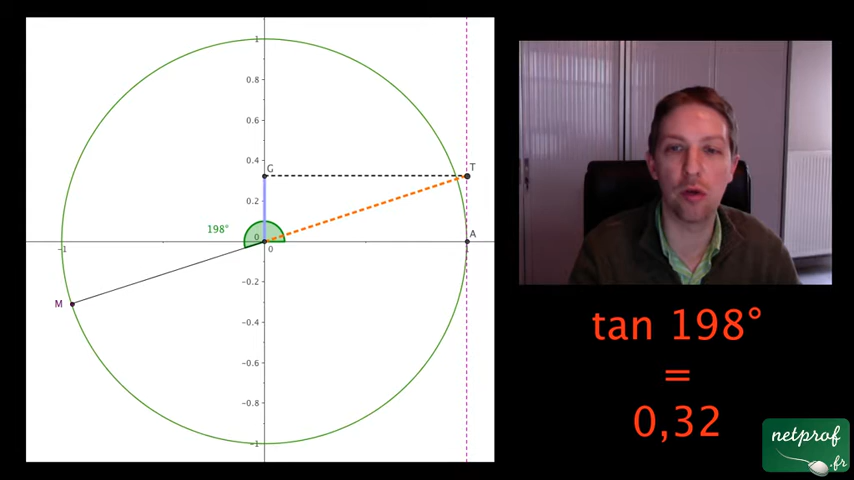 1
0.8
0.6
0.4
G
T
0.2
198°
0
A
-1
0
-0.2
M
-0.4
-0.6
-0.8
-1
tan 198°
=
0,32
netprof
.fr